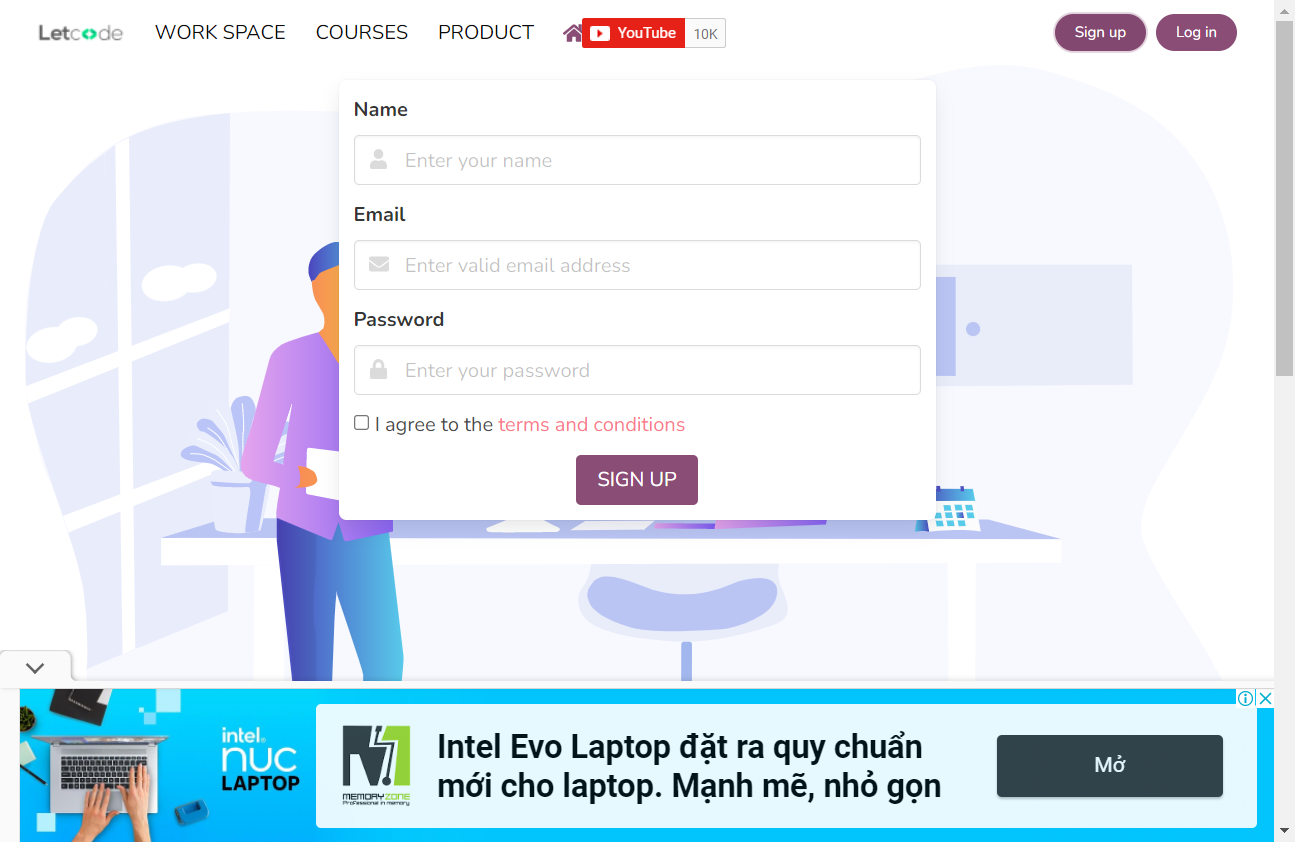 Letcode
WORK SPACE
COURSES
PRODUCT
YouTube
10K
Sign up
Log in
Name
Enter your name
Email
Enter valid email address
Password
Enter your password
I agree to the terms and conditions
SIGN UP
intel.
nuc
LAPTOP
MEMORYZONE
Professional in memory
Intel Evo Laptop đặt ra quy chuẩn
mới cho laptop. Mạnh mẽ, nhỏ gọn
Mở